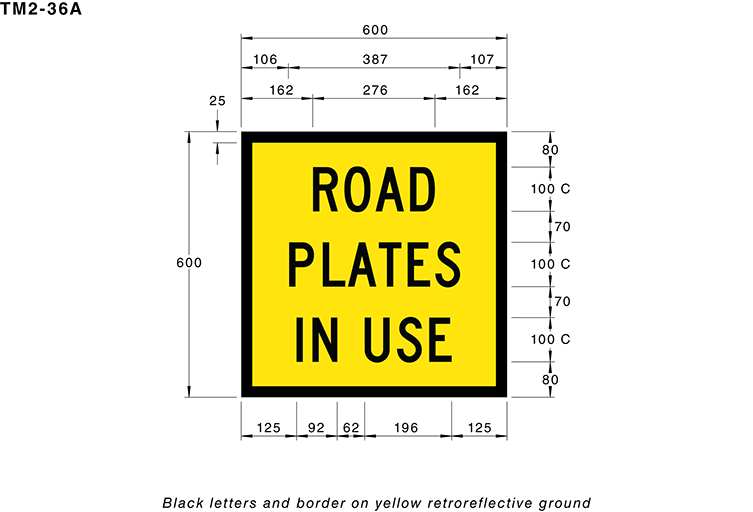 TM2-36A
600
106 387 107
162 276 162
25
80
ROAD
100 C
70
600
PLATES
100 C
70
IN USE
100 C
80
125 92 62 196 125
Black letters and border on yellow retroreflective ground